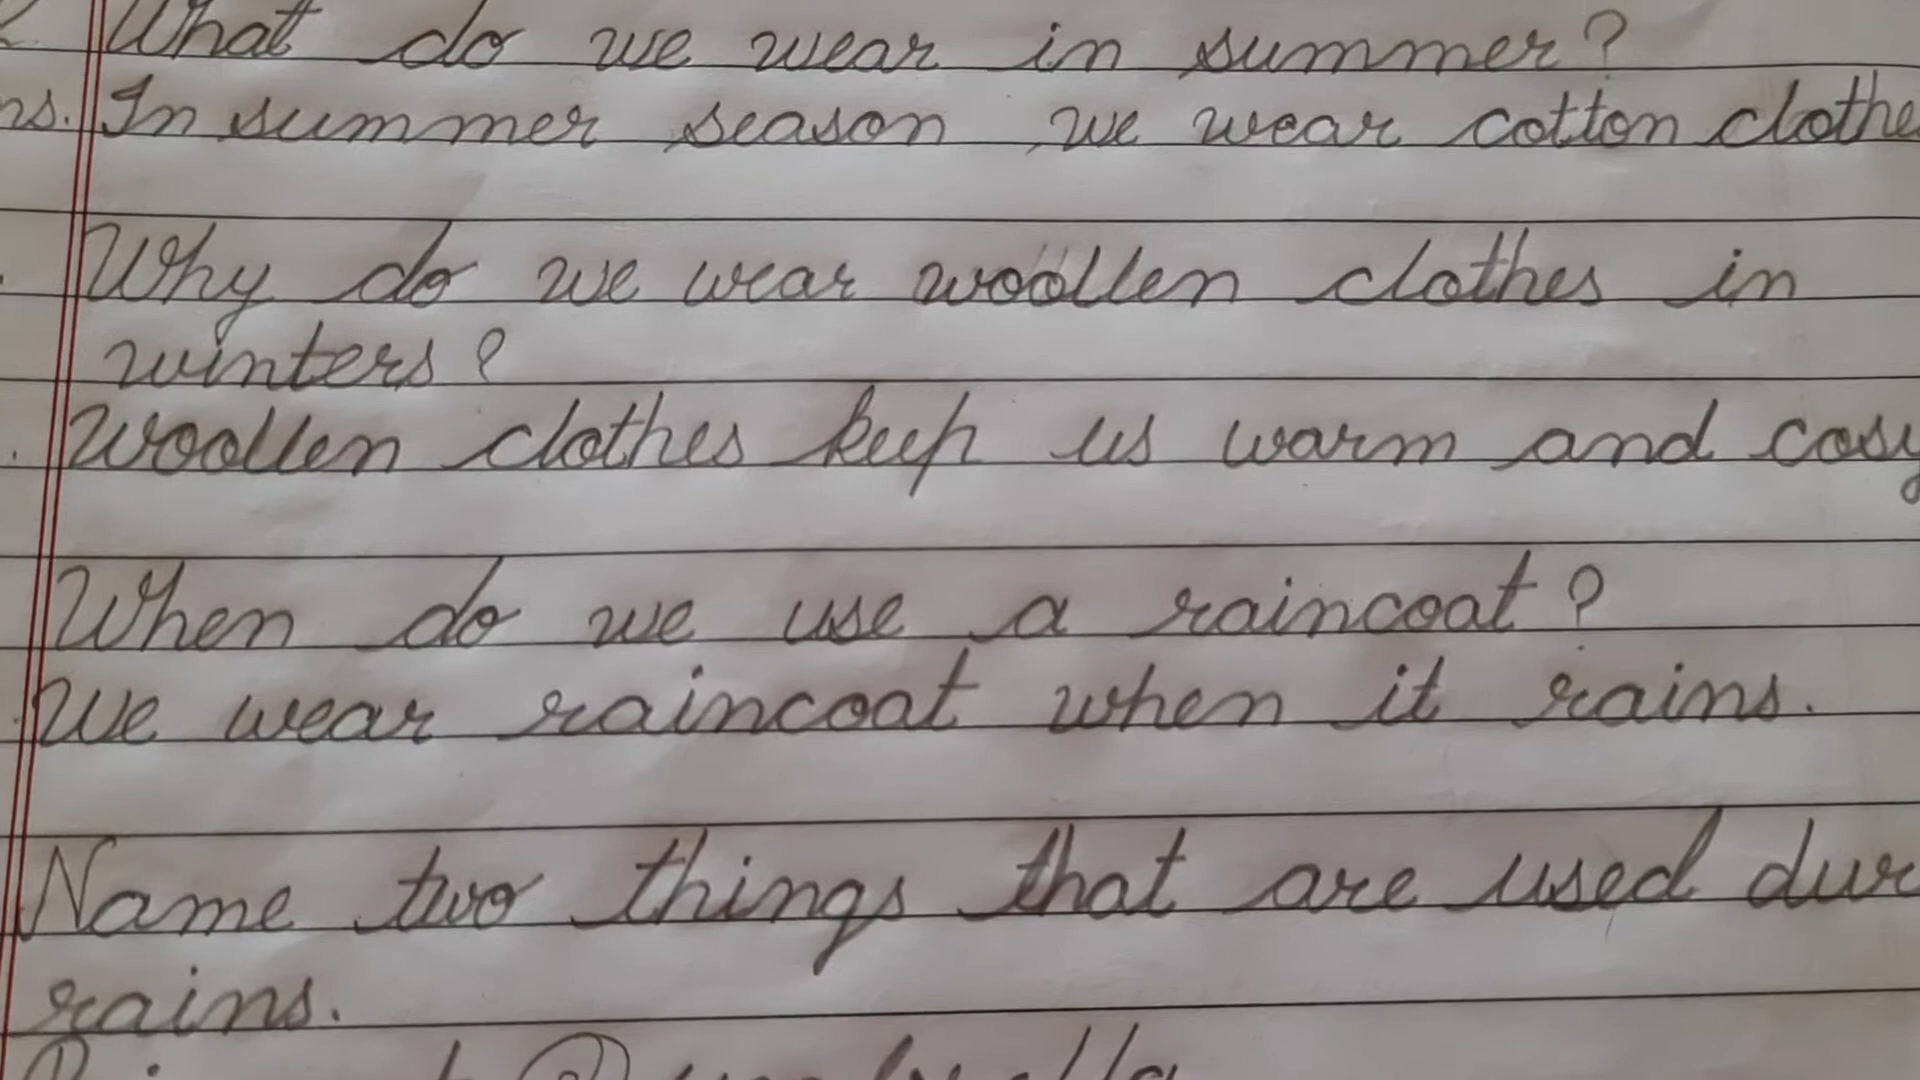 What do we wear in summer?
ns. In summer season we wear cotton clothe
Why do we wear woollen clothes in
winters?
Woollen clothes keep us warm and cosy
When do we use a raincoat?
We wear raincoat when it rains.
Name two things that are used dur
rains.